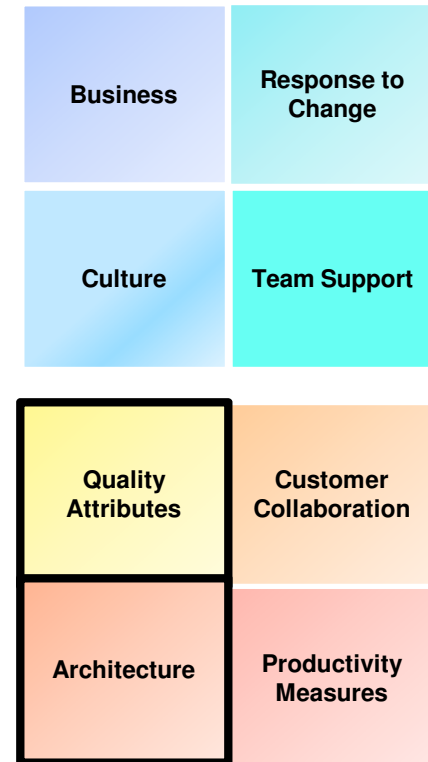 Business
Response to
Change
Culture
Team Support
Quality
Attributes
Customer
Collaboration
Architecture
Productivity
Measures